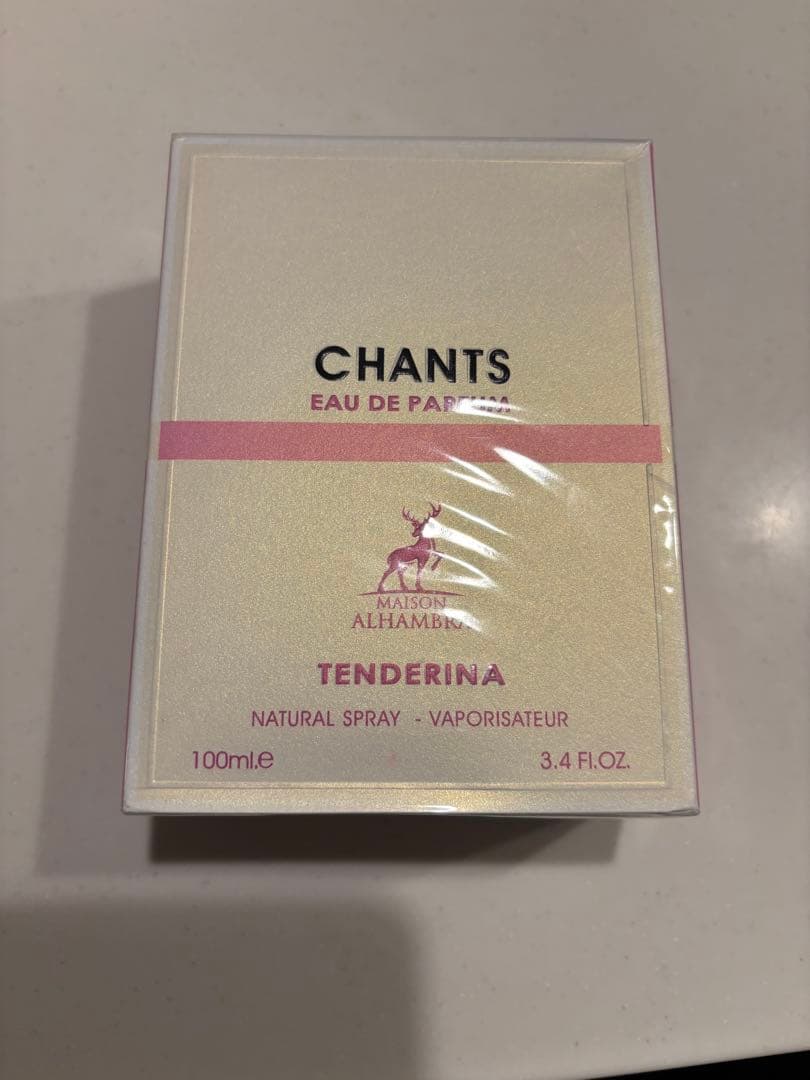 CHANTS
EAU DE PARFUM
MAISON
ALHAMBRA
TENDERINA
NATURAL SPRAY - VAPORISATEUR
100ml.e 3.4 Fl.OZ.